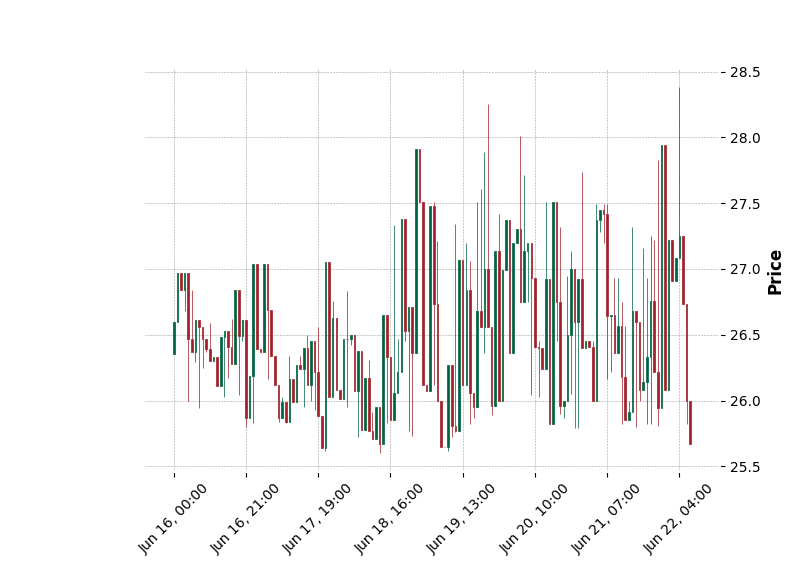 28.5
28.0
27.5
27.0
26.5
26.0
25.5
Price
Jun 16, 00:00
Jun 16, 21:00
Jun 17, 19:00
Jun 18, 16:00
Jun 19, 13:00
Jun 20, 10:00
Jun 21, 07:00
Jun 22, 04:00